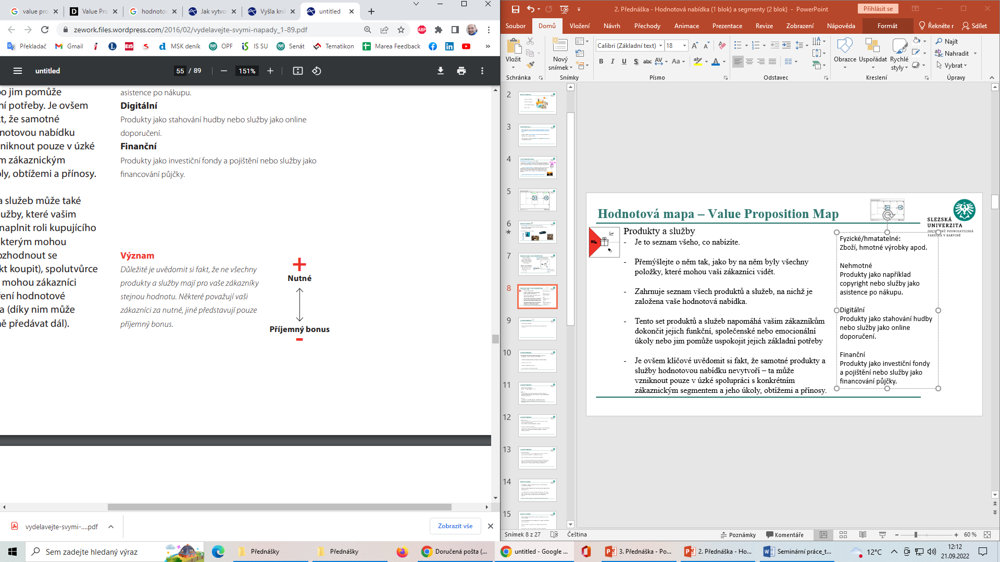 value pro
Value Pro
hodnotov
Jak vytvo
Vyšla kni
untitled
zework.files.wordpress.com/2016/02/vydelavejte-svymi-napady_1-89.pdf
ABP
Překladač
Gmail
MSK deník
OPF
IS SU
Senát
Tematikon
Marea Feedback
untitled
55 / 89
151%
o jim pomůže
ní potřeby. Je ovšem
t, že samotné
notovou nabídku
niknout pouze v úzké
m zákaznickým
oly, obtížemi a přínosy.
a služeb může také
užby, které vašim
naplnit roli kupujícího
kterým mohou
ozhodnout se
kt koupit), spolutvůrce
mohou zákazníci
ření hodnotové
a (díky nim může
ně předávat dál).
asistence po nákupu.
Digitální
Produkty jako stahování hudby nebo služby jako online
doporučení.
Finanční
Produkty jako investiční fondy a pojištění nebo služby jako
financování půjčky.
Význam
Důležité je uvědomit si fakt, že ne všechny
produkty a služby mají pro vaše zákazníky
stejnou hodnotu. Některé považují vaši
zákazníci za nutné, jiné představují pouze
příjemný bonus.
+
Nutné
Příjemný bonus
-
vydelavejte-svymi-....pdf
Zobrazit vše
2. Přednáška - Hodnotová nabídka (1 blok) a segmenty (2 blok) - PowerPoint
Přihlásit se
Soubor
Domů
Vložení
Návrh
Přechody
Animace
Prezentace
Revize
Zobrazení
Nápověda
Formát
Řekněte r
Sdílet
Vložit
Nový
snímek
Calibri (Základní text)
18
Obrazce
Uspořádat
Rychlé
styly
Najít
Nahradit
Vybrat
Schránka
Snímky
Písmo
Odstavec
Kreslení
Úpravy
2
3
4
5
6
7
8
9
10
11
12
13
14
15
Hodnotová mapa – Value Proposition Map
SLEZSKÁ
UNIVERZITA
OBCHODNĚ PODNIKATELSKÁ
FAKULTA V KARVINÉ
Produkty a služby
- Je to seznam všeho, co nabízíte.
- Přemýšlejte o něm tak, jako by na něm byly všechny
položky, které mohou vaši zákazníci vidět.
- Zahrnuje seznam všech produktů a služeb, na nichž je
založena vaše hodnotová nabídka.
- Tento set produktů a služeb napomáhá vašim zákazníkům
dokončit jejich funkční, společenské nebo emocionální
úkoly nebo jim pomůže uspokojit jejich základní potřeby
- Je ovšem klíčové uvědomit si fakt, že samotné produkty a
služby hodnotovou nabídku nevytvoří – ta může
vzniknout pouze v úzké spolupráci s konkrétním
zákaznickým segmentem a jeho úkoly, obtížemi a přínosy.
Fyzické/hmatatelné:
Zboží, hmotné výrobky apod.
Nehmotné
Produkty jako například
copyright nebo služby jako
asistence po nákupu.
Digitální
Produkty jako stahování hudby
nebo služby jako online
doporučení.
Finanční
Produkty jako investiční fondy
a pojištění nebo služby jako
financování půjčky.
Snímek 8 z 27
Čeština
Poznámky
Komentáře
60 %
Sem zadejte hledaný výraz
Přednášky
Přednášky
Doručená pošta (...
untitled - Google ...
3. Přednáška - Po...
2. Přednáška - Ho...
Seminární práce_t...
12°C
12:12
21.09.2022